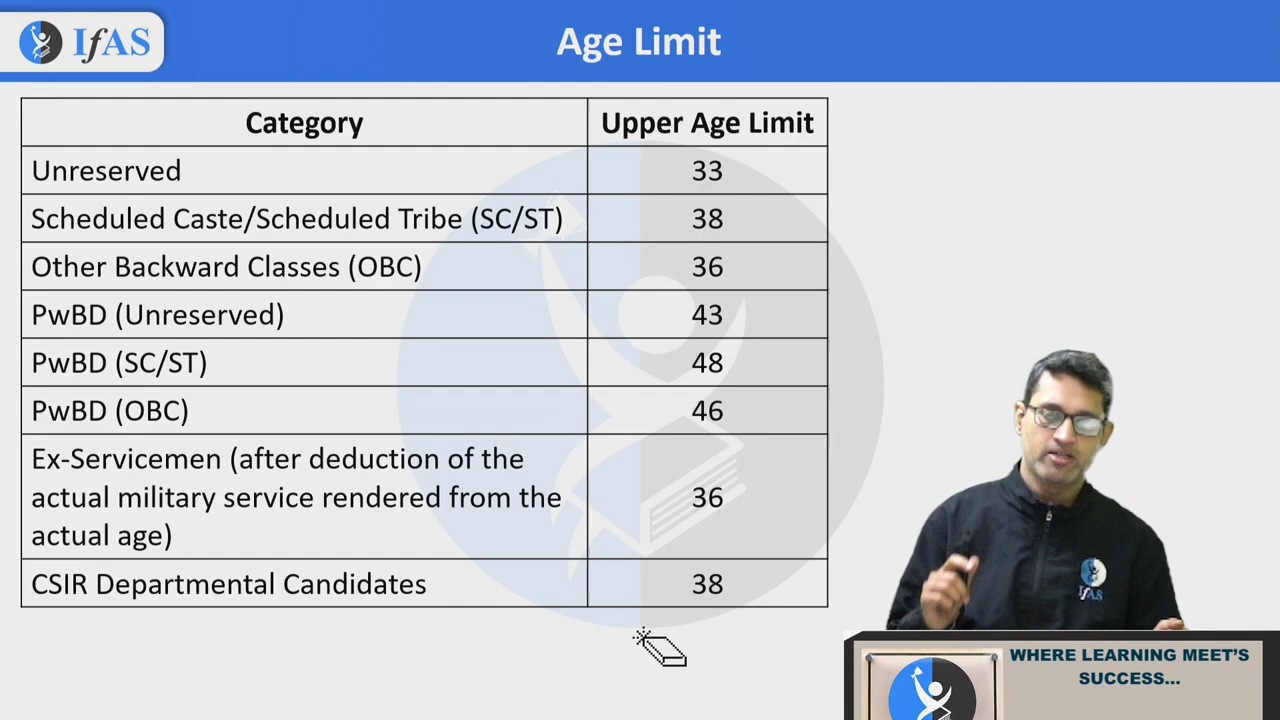 IfAS
Age Limit
Category Upper Age Limit
Unreserved 33
Scheduled Caste/Scheduled Tribe (SC/ST) 38
Other Backward Classes (OBC) 36
PwBD (Unreserved) 43
PwBD (SC/ST) 48
PwBD (OBC) 46
Ex-Servicemen (after deduction of the
actual military service rendered from the 36
actual age)
CSIR Departmental Candidates 38
IfAS
WHERE LEARNING MEET'S
SUCCESS...